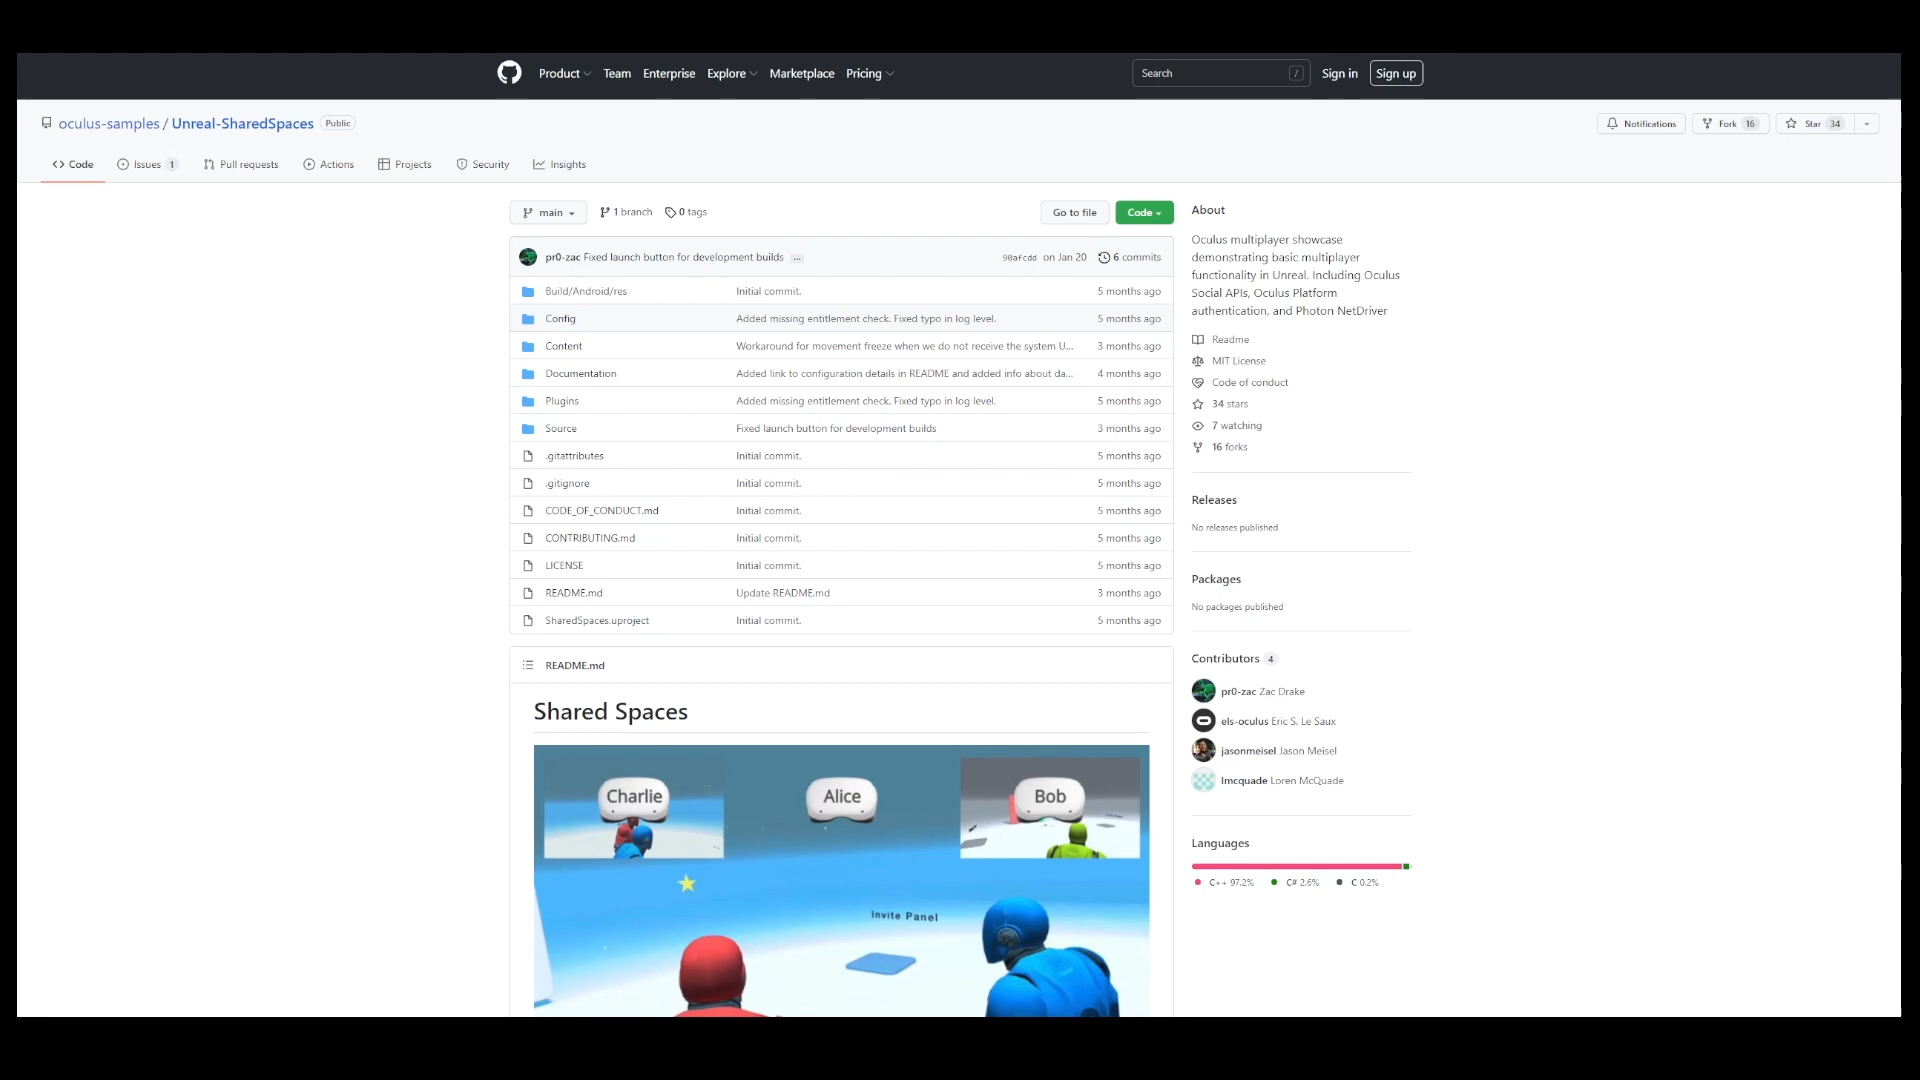 Product Team Enterprise Explore Marketplace Pricing Search / Sign in Sign up
oculus-samples / Unreal-SharedSpaces Public Notifications Fork 16 Star 34
Code Issues 1 Pull requests Actions Projects Security Insights
main 1 branch 0 tags Go to file Code
pr0-zac Fixed launch button for development builds ... 90afcdd on Jan 20 6 commits
Build/Android/res Initial commit. 5 months ago
Config Added missing entitlement check. Fixed typo in log level. 5 months ago
Content Workaround for movement freeze when we do not receive the system U... 3 months ago
Documentation Added link to configuration details in README and added info about da... 4 months ago
Plugins Added missing entitlement check. Fixed typo in log level. 5 months ago
Source Fixed launch button for development builds 3 months ago
.gitattributes Initial commit. 5 months ago
.gitignore Initial commit. 5 months ago
CODE_OF_CONDUCT.md Initial commit. 5 months ago
CONTRIBUTING.md Initial commit. 5 months ago
LICENSE Initial commit. 5 months ago
README.md Update README.md 3 months ago
SharedSpaces.uproject Initial commit. 5 months ago
README.md
Shared Spaces
Charlie Alice Bob
Invite Panel
About
Oculus multiplayer showcase
demonstrating basic multiplayer
functionality in Unreal. Including Oculus
Social APIs, Oculus Platform
authentication, and Photon NetDriver
Readme
MIT License
Code of conduct
34 stars
7 watching
16 forks
Releases
No releases published
Packages
No packages published
Contributors 4
pr0-zac Zac Drake
els-oculus Eric S. Le Saux
jasonmeisel Jason Meisel
lmcquade Loren McQuade
Languages
C++ 97.2% C# 2.6% C 0.2%